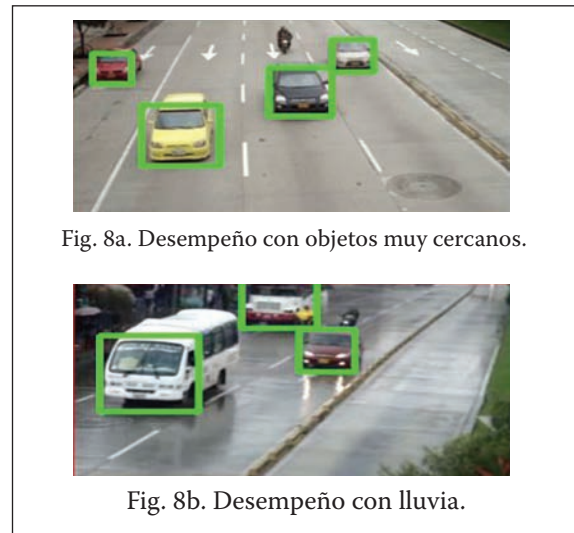 Fig. 8a. Desempeño con objetos muy cercanos.
Fig. 8b. Desempeño con lluvia.